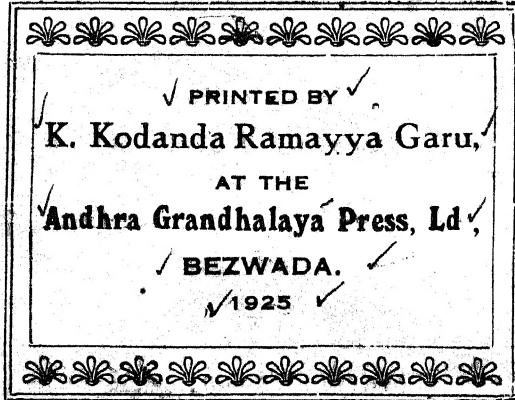 PRINTED BY
K. Kodanda Ramayya Garu,
AT THE
Andhra Grandhalaya Press, Ld,
BEZWADA.
1925